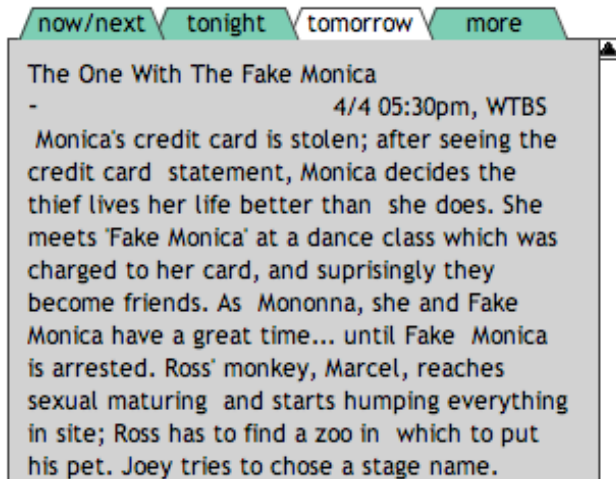 now/next tonight tomorrow more
The One With The Fake Monica
- 4/4 05:30pm, WTBS
Monica's credit card is stolen; after seeing the
credit card statement, Monica decides the
thief lives her life better than she does. She
meets 'Fake Monica' at a dance class which was
charged to her card, and suprisingly they
become friends. As Mononna, she and Fake
Monica have a great time... until Fake Monica
is arrested. Ross' monkey, Marcel, reaches
sexual maturing and starts humping everything
in site; Ross has to find a zoo in which to put
his pet. Joey tries to chose a stage name.